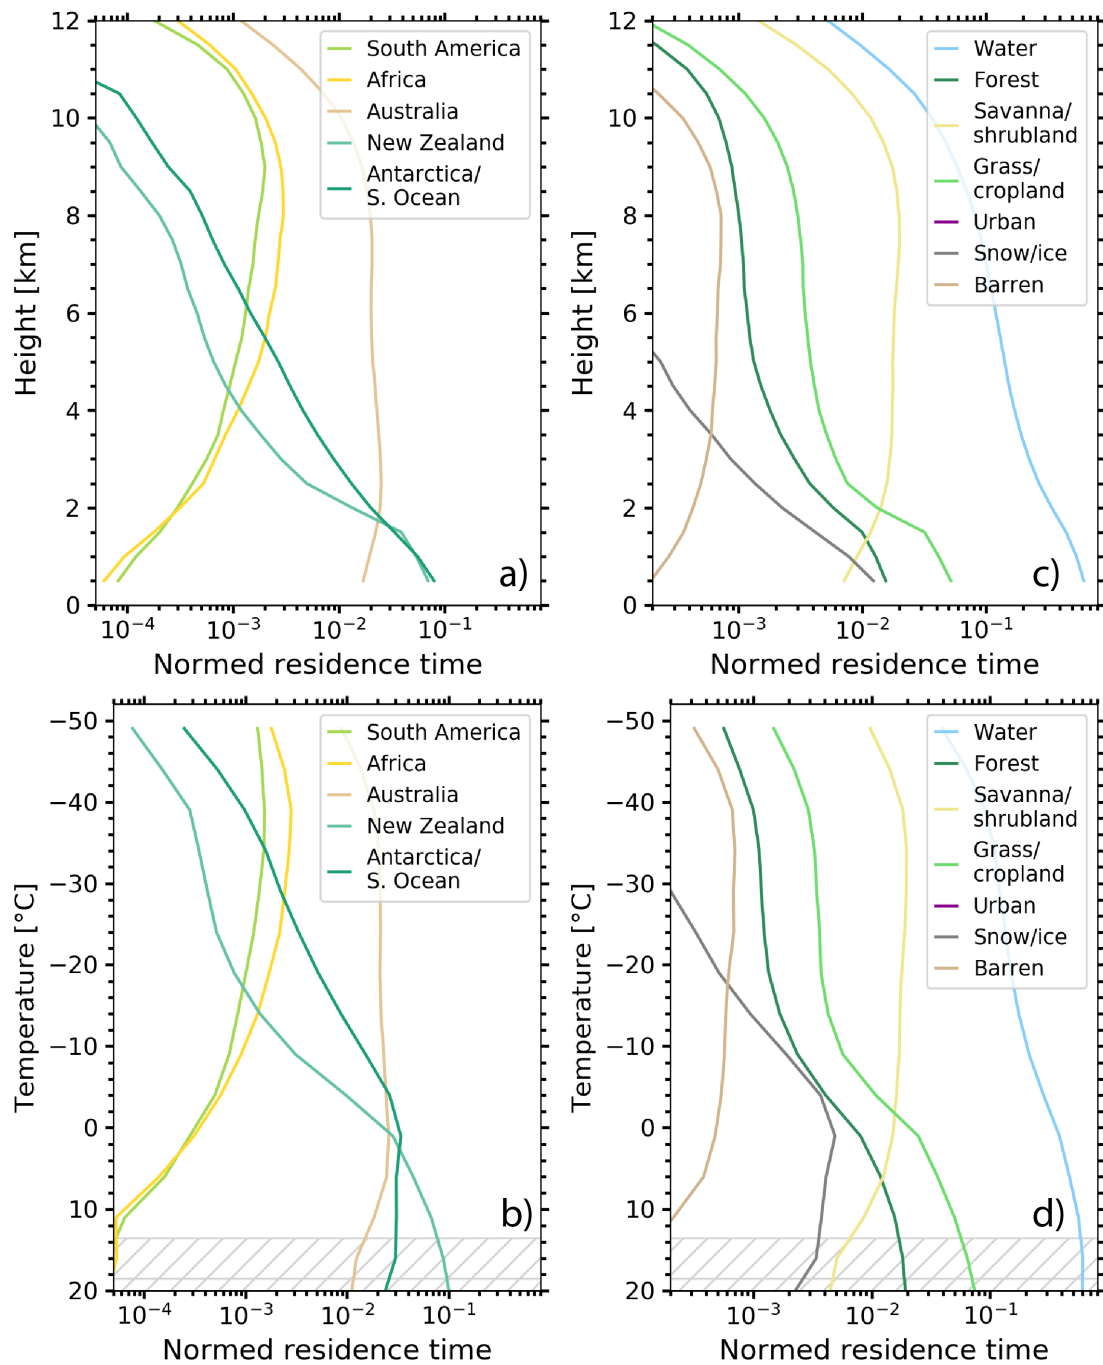 12
10
8
6
4
2
0
Height [km]
South America
Africa
Australia
New Zealand
Antarctica/
S. Ocean
a)
10⁻⁴
10⁻³
10⁻²
10⁻¹
Normed residence time
12
10
8
6
4
2
0
Height [km]
Water
Forest
Savanna/
shrubland
Grass/
cropland
Urban
Snow/ice
Barren
c)
10⁻³
10⁻²
10⁻¹
Normed residence time
−50
−40
−30
−20
−10
0
10
20
Temperature [°C]
South America
Africa
Australia
New Zealand
Antarctica/
S. Ocean
b)
10⁻⁴
10⁻³
10⁻²
10⁻¹
Normed residence time
−50
−40
−30
−20
−10
0
10
20
Temperature [°C]
Water
Forest
Savanna/
shrubland
Grass/
cropland
Urban
Snow/ice
Barren
d)
10⁻³
10⁻²
10⁻¹
Normed residence time